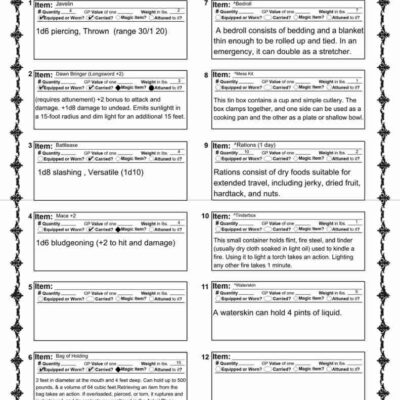 Item: Javelin
# Quantity 4 GP Value of one Weight in lbs.
Equipped or Worn? Carried? Magic Item? Attuned to it?
1d6 piercing, Thrown (range 30/1 20)
2
Item: Dawn Bringer (Longsword +2)
# Quantity GP Value of one Weight in lbs.
Equipped or Worn? Carried? Magic Item? Attuned to it?
(requires attunement) +2 bonus to attack and
damage. +1d8 damage to undead. Emits sunlight in
a 15-foot radius and dim light for an additional 15 feet.
3
Item: Battleaxe
# Quantity GP Value of one Weight in lbs. 4
Equipped or Worn? Carried? Magic Item? Attuned to it?
1d8 slashing , Versatile (1d10)
4
Item: Mace +2
# Quantity GP Value of one Weight in lbs. 4
Equipped or Worn? Carried? Magic Item? Attuned to it?
1d6 bludgeoning (+2 to hit and damage)
5
Item:
# Quantity GP Value of one Weight in lbs.
Equipped or Worn? Carried? Magic Item? Attuned to it?
6
Item: Bag of Holding
# Quantity GP Value of one Weight in lbs. 15
Equipped or Worn? Carried? Magic Item? Attuned to it?
2 feet in diameter at the mouth and 4 feet deep. Can hold up to 500
pounds, & a volume of 64 cubic feet.Retrieving an item from the
bag takes an action. If overloaded, pierced, or torn, it ruptures and
7
Item: ^Bedroll
# Quantity GP Value of one Weight in lbs. 7
Equipped or Worn? Carried? Magic Item? Attuned to it?
A bedroll consists of bedding and a blanket
thin enough to be rolled up and tied. In an
emergency, it can double as a stretcher.
8
Item: ^Mess Kit
# Quantity GP Value of one Weight in lbs. 1
Equipped or Worn? Carried? Magic Item? Attuned to it?
This tin box contains a cup and simple cutlery. The
box clamps together, and one side can be used as a
cooking pan and the other as a plate or shallow bowl.
9
Item: ^Rations (1 day)
# Quantity 10 GP Value of one Weight in lbs. 2
Equipped or Worn? Carried? Magic Item? Attuned to it?
Rations consist of dry foods suitable for
extended travel, including jerky, dried fruit,
hardtack, and nuts.
10
Item: ^Tinderbox
# Quantity GP Value of one Weight in lbs. 1
Equipped or Worn? Carried? Magic Item? Attuned to it?
This small container holds flint, fire steel, and tinder
(usually dry cloth soaked in light oil) used to kindle a
fire. Using it to light a torch takes an action. Lighting
any other fire takes 1 minute.
11
Item: ^Waterskin
# Quantity GP Value of one Weight in lbs. 5
Equipped or Worn? Carried? Magic Item? Attuned to it?
A waterskin can hold 4 pints of liquid.
12
Item:
# Quantity GP Value of one Weight in lbs.
Equipped or Worn? Carried? Magic Item? Attuned to it?